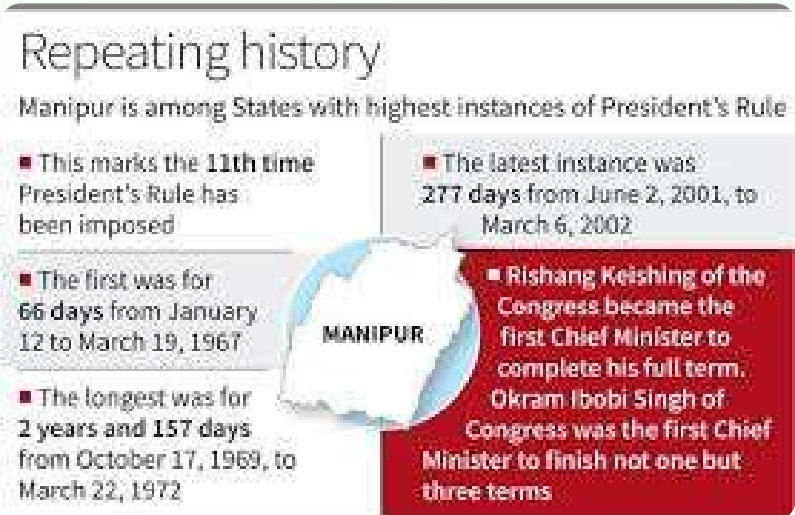 Repeating history
Manipur is among States with highest instances of President's Rule
■ This marks the 11th time
President's Rule has
been imposed
■ The first was for
66 days from January
12 to March 19, 1967
■ The longest was for
2 years and 157 days
from October 17, 1969, to
March 22, 1972
■ The latest instance was
277 days from June 2, 2001, to
March 6, 2002
MANIPUR
■ Rishang Keishing of the
Congress became the
first Chief Minister to
complete his full term.
Okram Ibobi Singh of
Congress was the first Chief
Minister to finish not one but
three terms